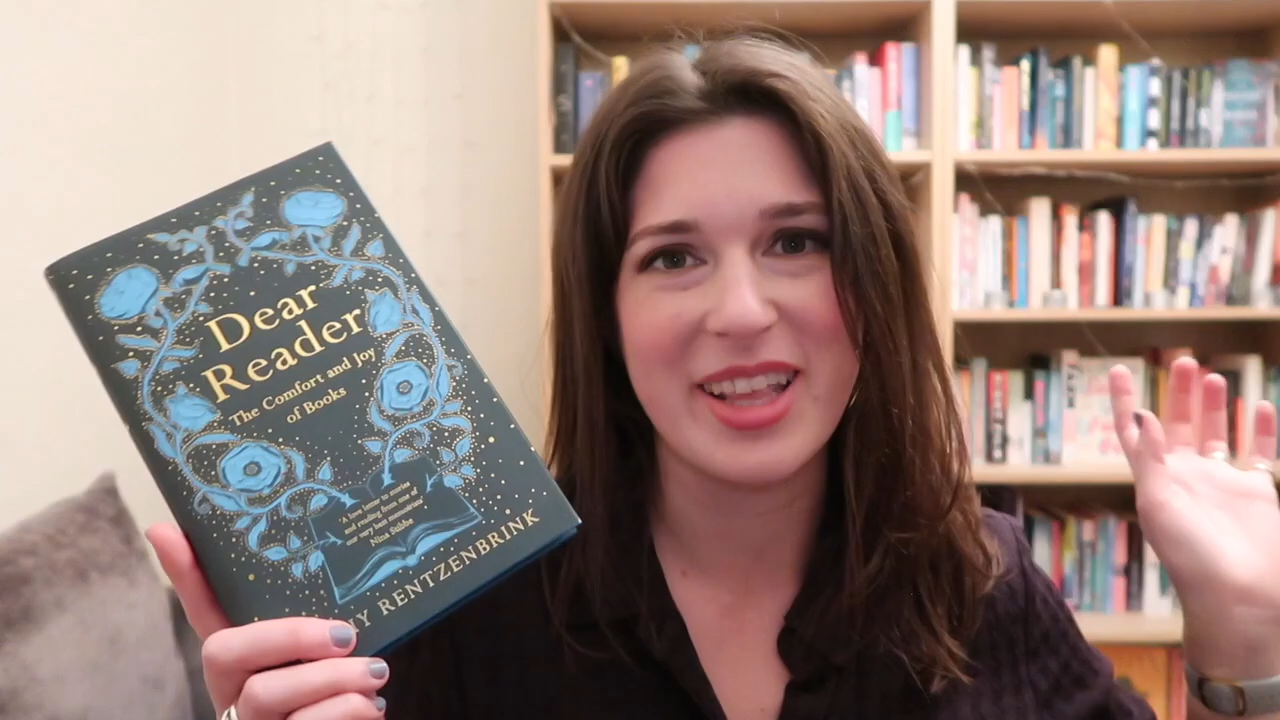 Dear
Reader
The Comfort and Joy
of Books
'A love letter to stories
and reading from one of
our very best memoirists'
Nina Stibbe
NY RENTZENBRINK